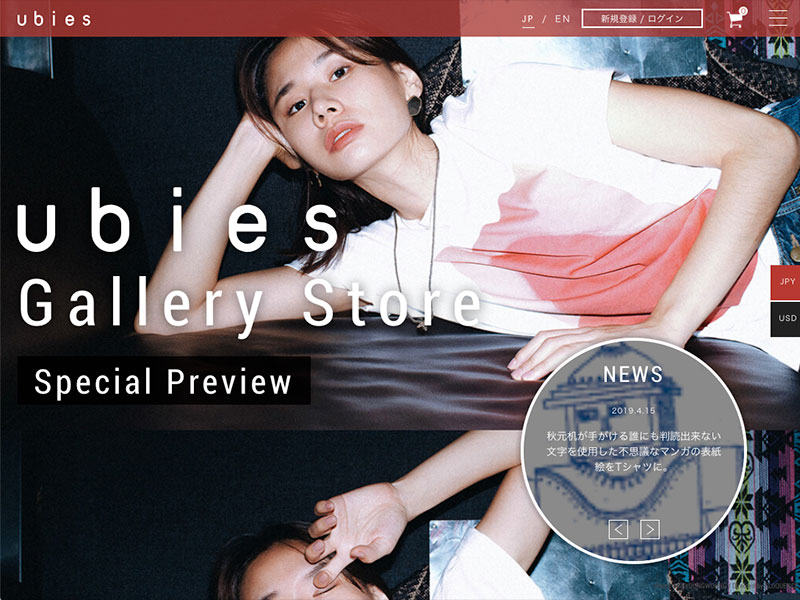 ubies
JP / EN
新規登録 / ログイン
0
ubies
Gallery Store
Special Preview
JPY
USD
NEWS
2019.4.15
秋元机が手がける誰にも判読出来ない
文字を使用した不思議なマンガの表紙
絵をTシャツに。